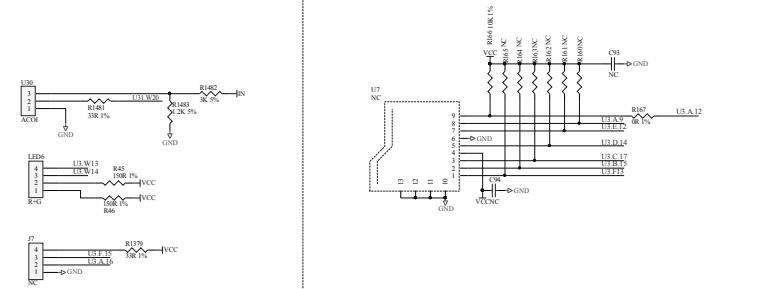 U30
3
2
1
ACOI
R1481
33R 1%
U31.W20
GND
R1482
3K 5%
IN
R1483
1.2K 5%
GND
LED6
4
3
2
1
R+G
U3.W13
U3.W14
R45
150R 1%
VCC
150R 1%
R46
VCC
J7
4
3
2
1
NC
R1379
33R 1%
VCC
U3.F.15
U3.A.16
GND
R166 10K 1%
R165 NC
R164 NC
R163NC
R162 NC
R161 NC
R160NC
C93
NC
GND
U7
NC
9
8
7
6
5
4
3
2
1
13
12
11
10
GND
R167
0R 1%
U3.A.12
U3.A.9
U3.E.12
GND
U3.D.14
U3.C.17
U3.B.15
U3.F13
C94
GND
VCCNC